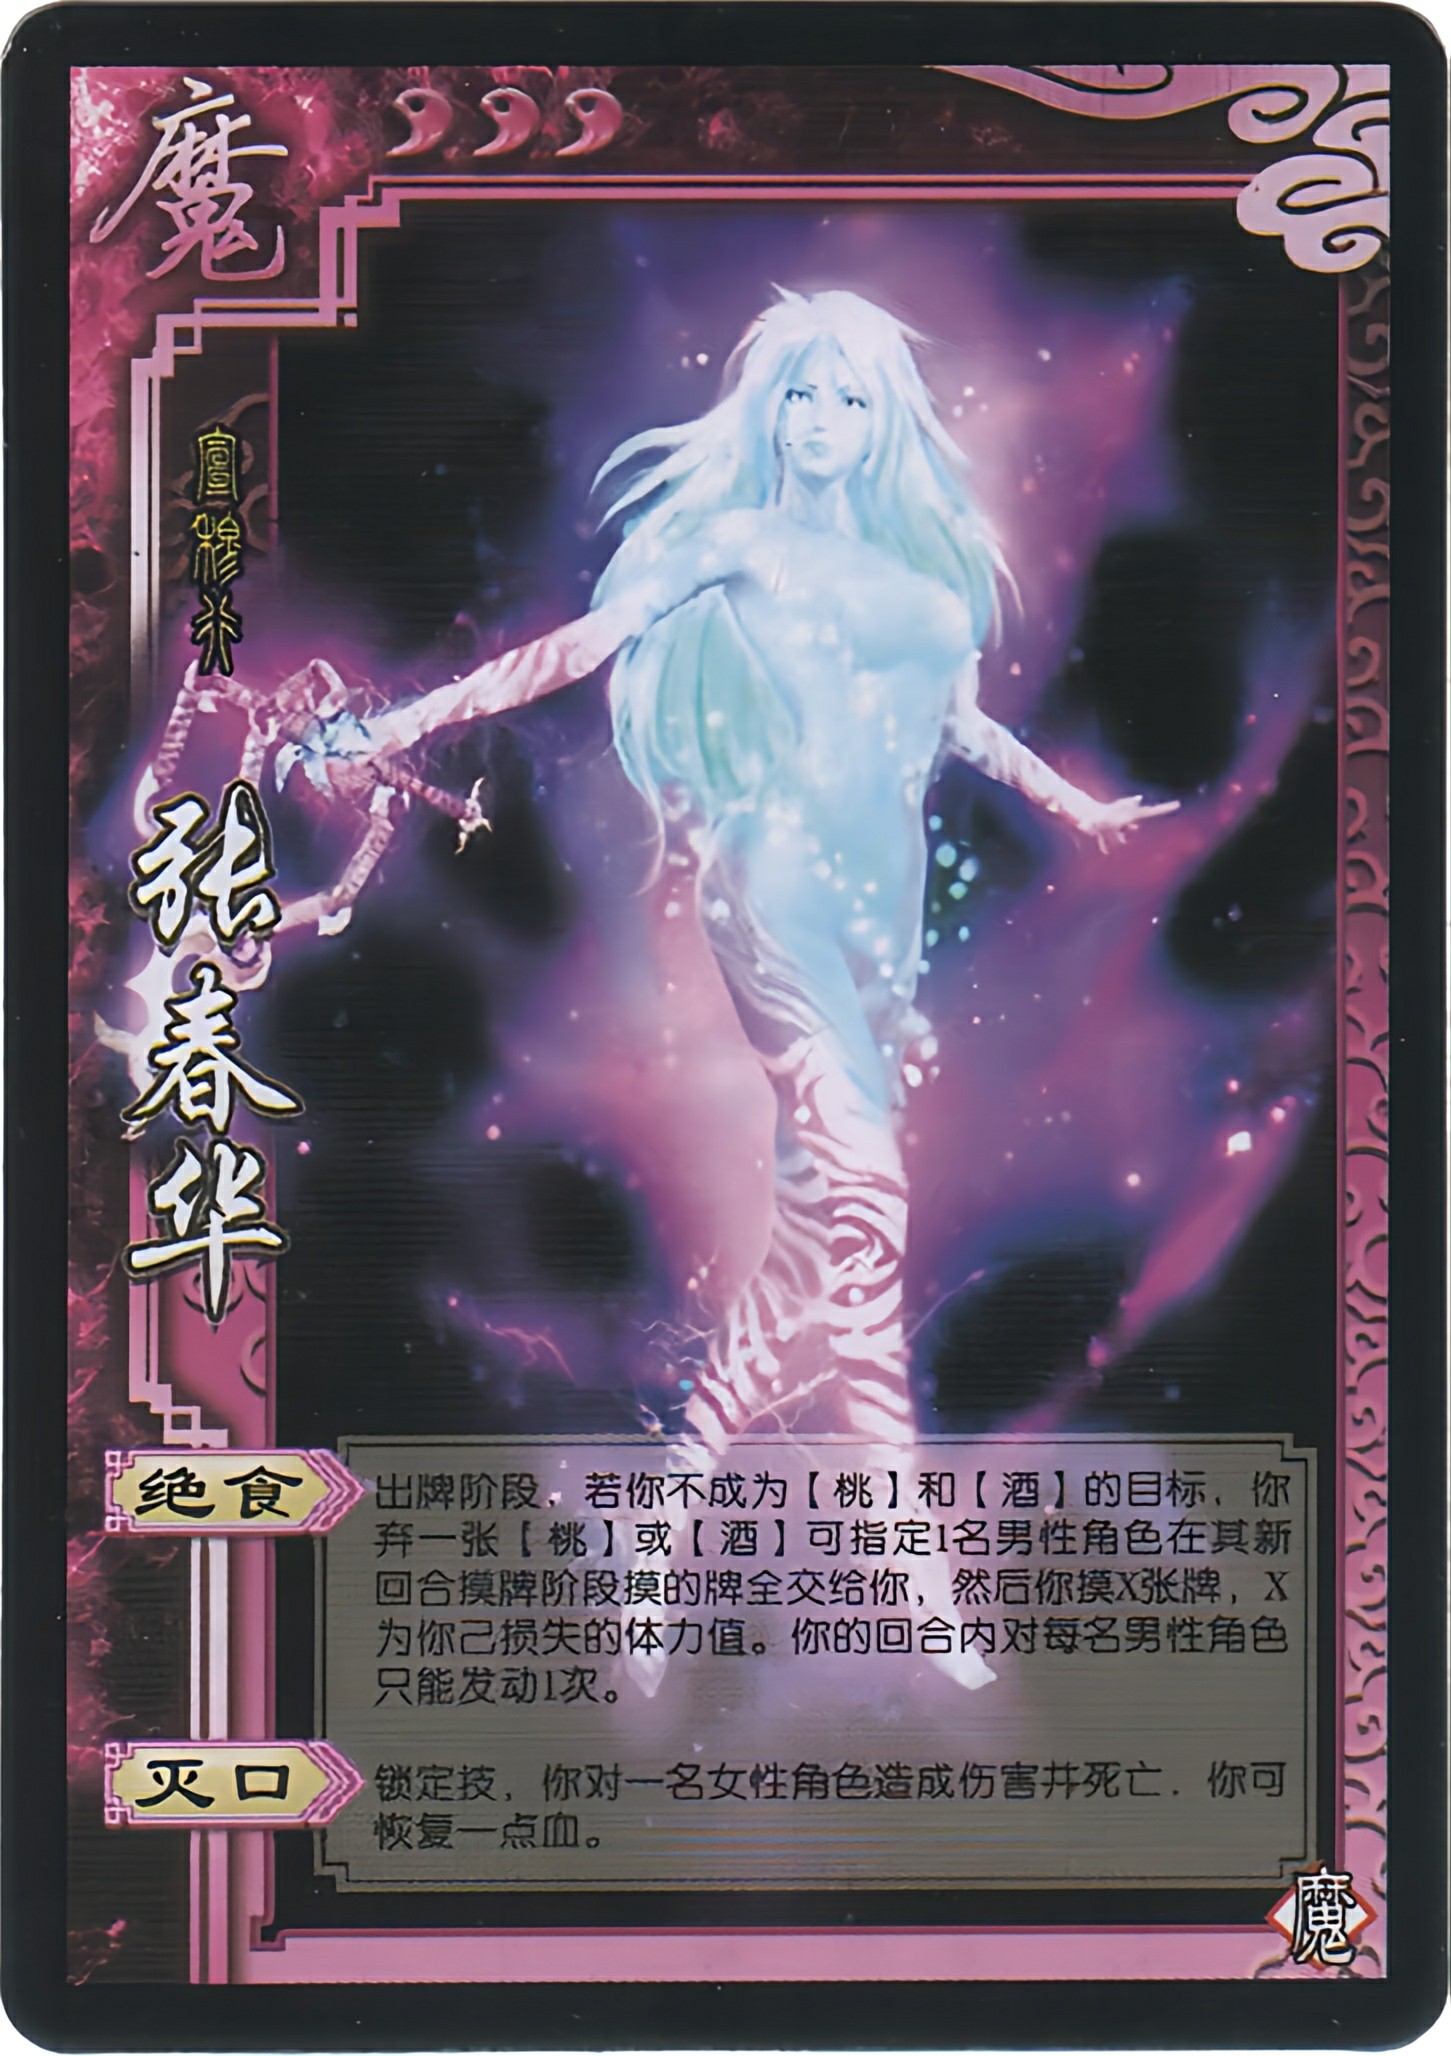 魔
宣穆
张春华
绝食
出牌阶段，若你不成为【桃】和【酒】的目标，你
弃一张【桃】或【酒】可指定1名男性角色在其新
回合摸牌阶段摸的牌全交给你，然后你摸X张牌，X
为你己损失的体力值。你的回合内对每名男性角色
只能发动1次。
灭口
锁定技，你对一名女性角色造成伤害并死亡．你可
恢复一点血。
魔